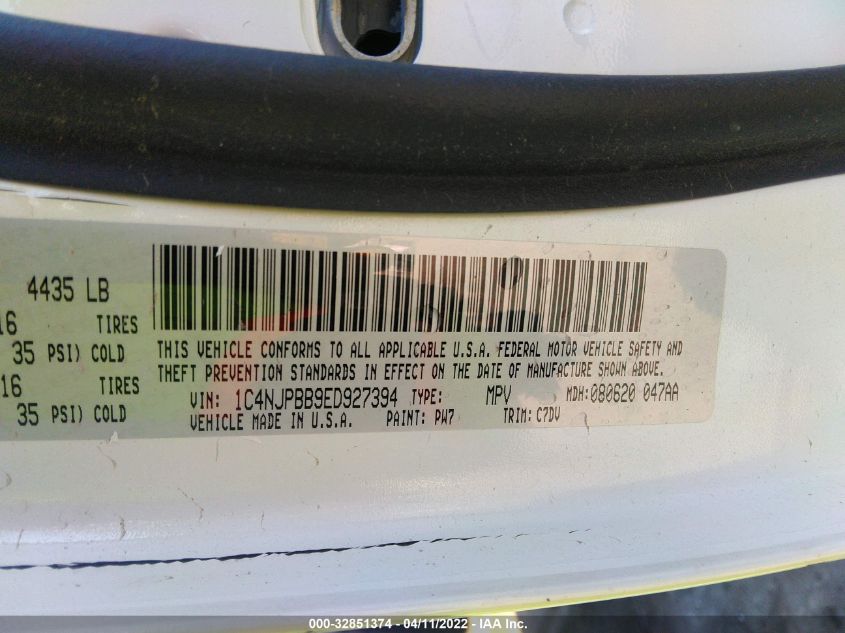 4435 LB
16 TIRES
35 PSI) COLD
16 TIRES
35 PSI) COLD
THIS VEHICLE CONFORMS TO ALL APPLICABLE U.S.A. FEDERAL MOTOR VEHICLE SAFETY AND
THEFT PREVENTION STANDARDS IN EFFECT ON THE DATE OF MANUFACTURE SHOWN ABOVE.
VIN: 1C4NJPBB9ED927394 TYPE: MPV MDH: 080620 047AA
VEHICLE MADE IN U.S.A. PAINT: PW7 TRIM: C7DV
000-32851374 - 04/11/2022 - IAA Inc.